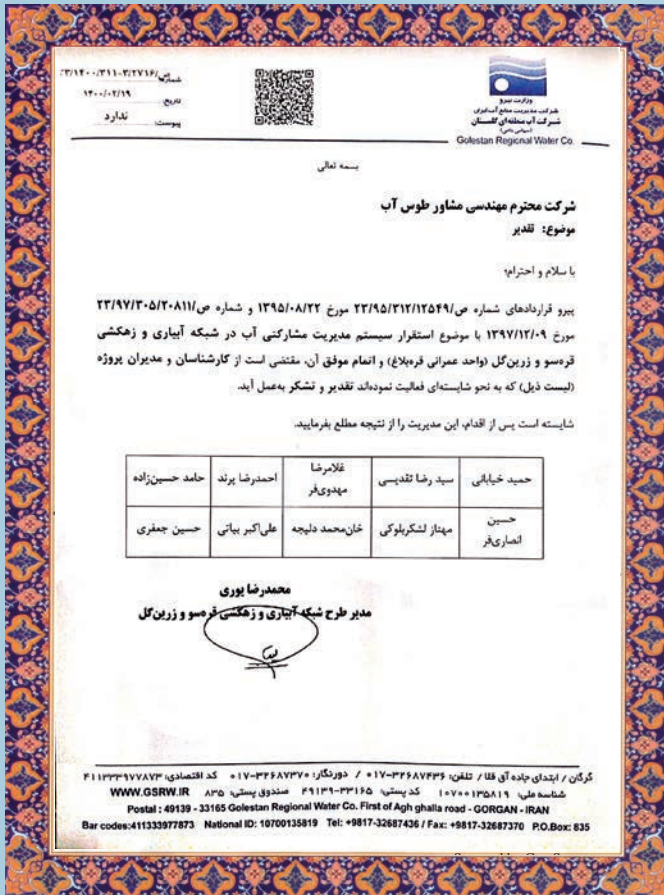 شماره: ص/۳/۱۴۰۰/۳۱۱-۳/۲۷۱۶
تاریخ: ۱۴۰۰/۰۲/۱۹
پیوست: ندارد
وزارت نیرو
شرکت مدیریت منابع آب ایران
شرکت آب منطقه‌ای گلستان
(سهامی خاص)
Golestan Regional Water Co.
بسمه تعالی
شرکت محترم مهندسی مشاور طوس آب
موضوع: تقدیر
با سلام و احترام؛
پیرو قراردادهای شماره ص/۲۳/۹۵/۳۱۲/۱۲۵۴۹ مورخ ۱۳۹۵/۰۸/۲۲ و شماره ص/۲۳/۹۷/۳۰۵/۲۰۸۱۱
مورخ ۱۳۹۷/۱۲/۰۹ با موضوع استقرار سیستم مدیریت مشارکتی آب در شبکه آبیاری و زهکشی
قره‌سو و زرین‌گل (واحد عمرانی قره‌بلاغ) و اتمام موفق آن، مقتضی است از کارشناسان و مدیران پروژه
(لیست ذیل) که به نحو شایسته‌ای فعالیت نموده‌اند تقدیر و تشکر به‌عمل آید.
شایسته است پس از اقدام، این مدیریت را از نتیجه مطلع بفرمایید.
حمید خیابانی سید رضا تقدیسی غلامرضا مهدوی‌فر احمدرضا پرند حامد حسین‌زاده
حسین انصاری‌فر مهناز لشکربلوکی خان‌محمد دلیجه علی‌اکبر بیاتی حسین جعفری
محمدرضا پوری
مدیر طرح شبکه آبیاری و زهکشی قره‌سو و زرین‌گل
گرگان / ابتدای جاده آق قلا / تلفن: ۳۲۶۸۷۴۳۶-۰۱۷ / دورنگار: ۳۲۶۸۷۳۷۰-۰۱۷ کد اقتصادی: ۴۱۱۳۳۳۹۷۷۸۷۳
شناسه ملی: ۱۰۷۰۰۱۳۵۸۱۹ کد پستی: ۳۳۱۶۵-۴۹۱۳۹ صندوق پستی: ۸۳۵ WWW.GSRW.IR
Postal : 49139 - 33165 Golestan Regional Water Co. First of Agh ghalla road - GORGAN - IRAN
Bar codes:411333977873 National ID: 10700135819 Tel: +9817-32687436 / Fax: +9817-32687370 P.O.Box: 835